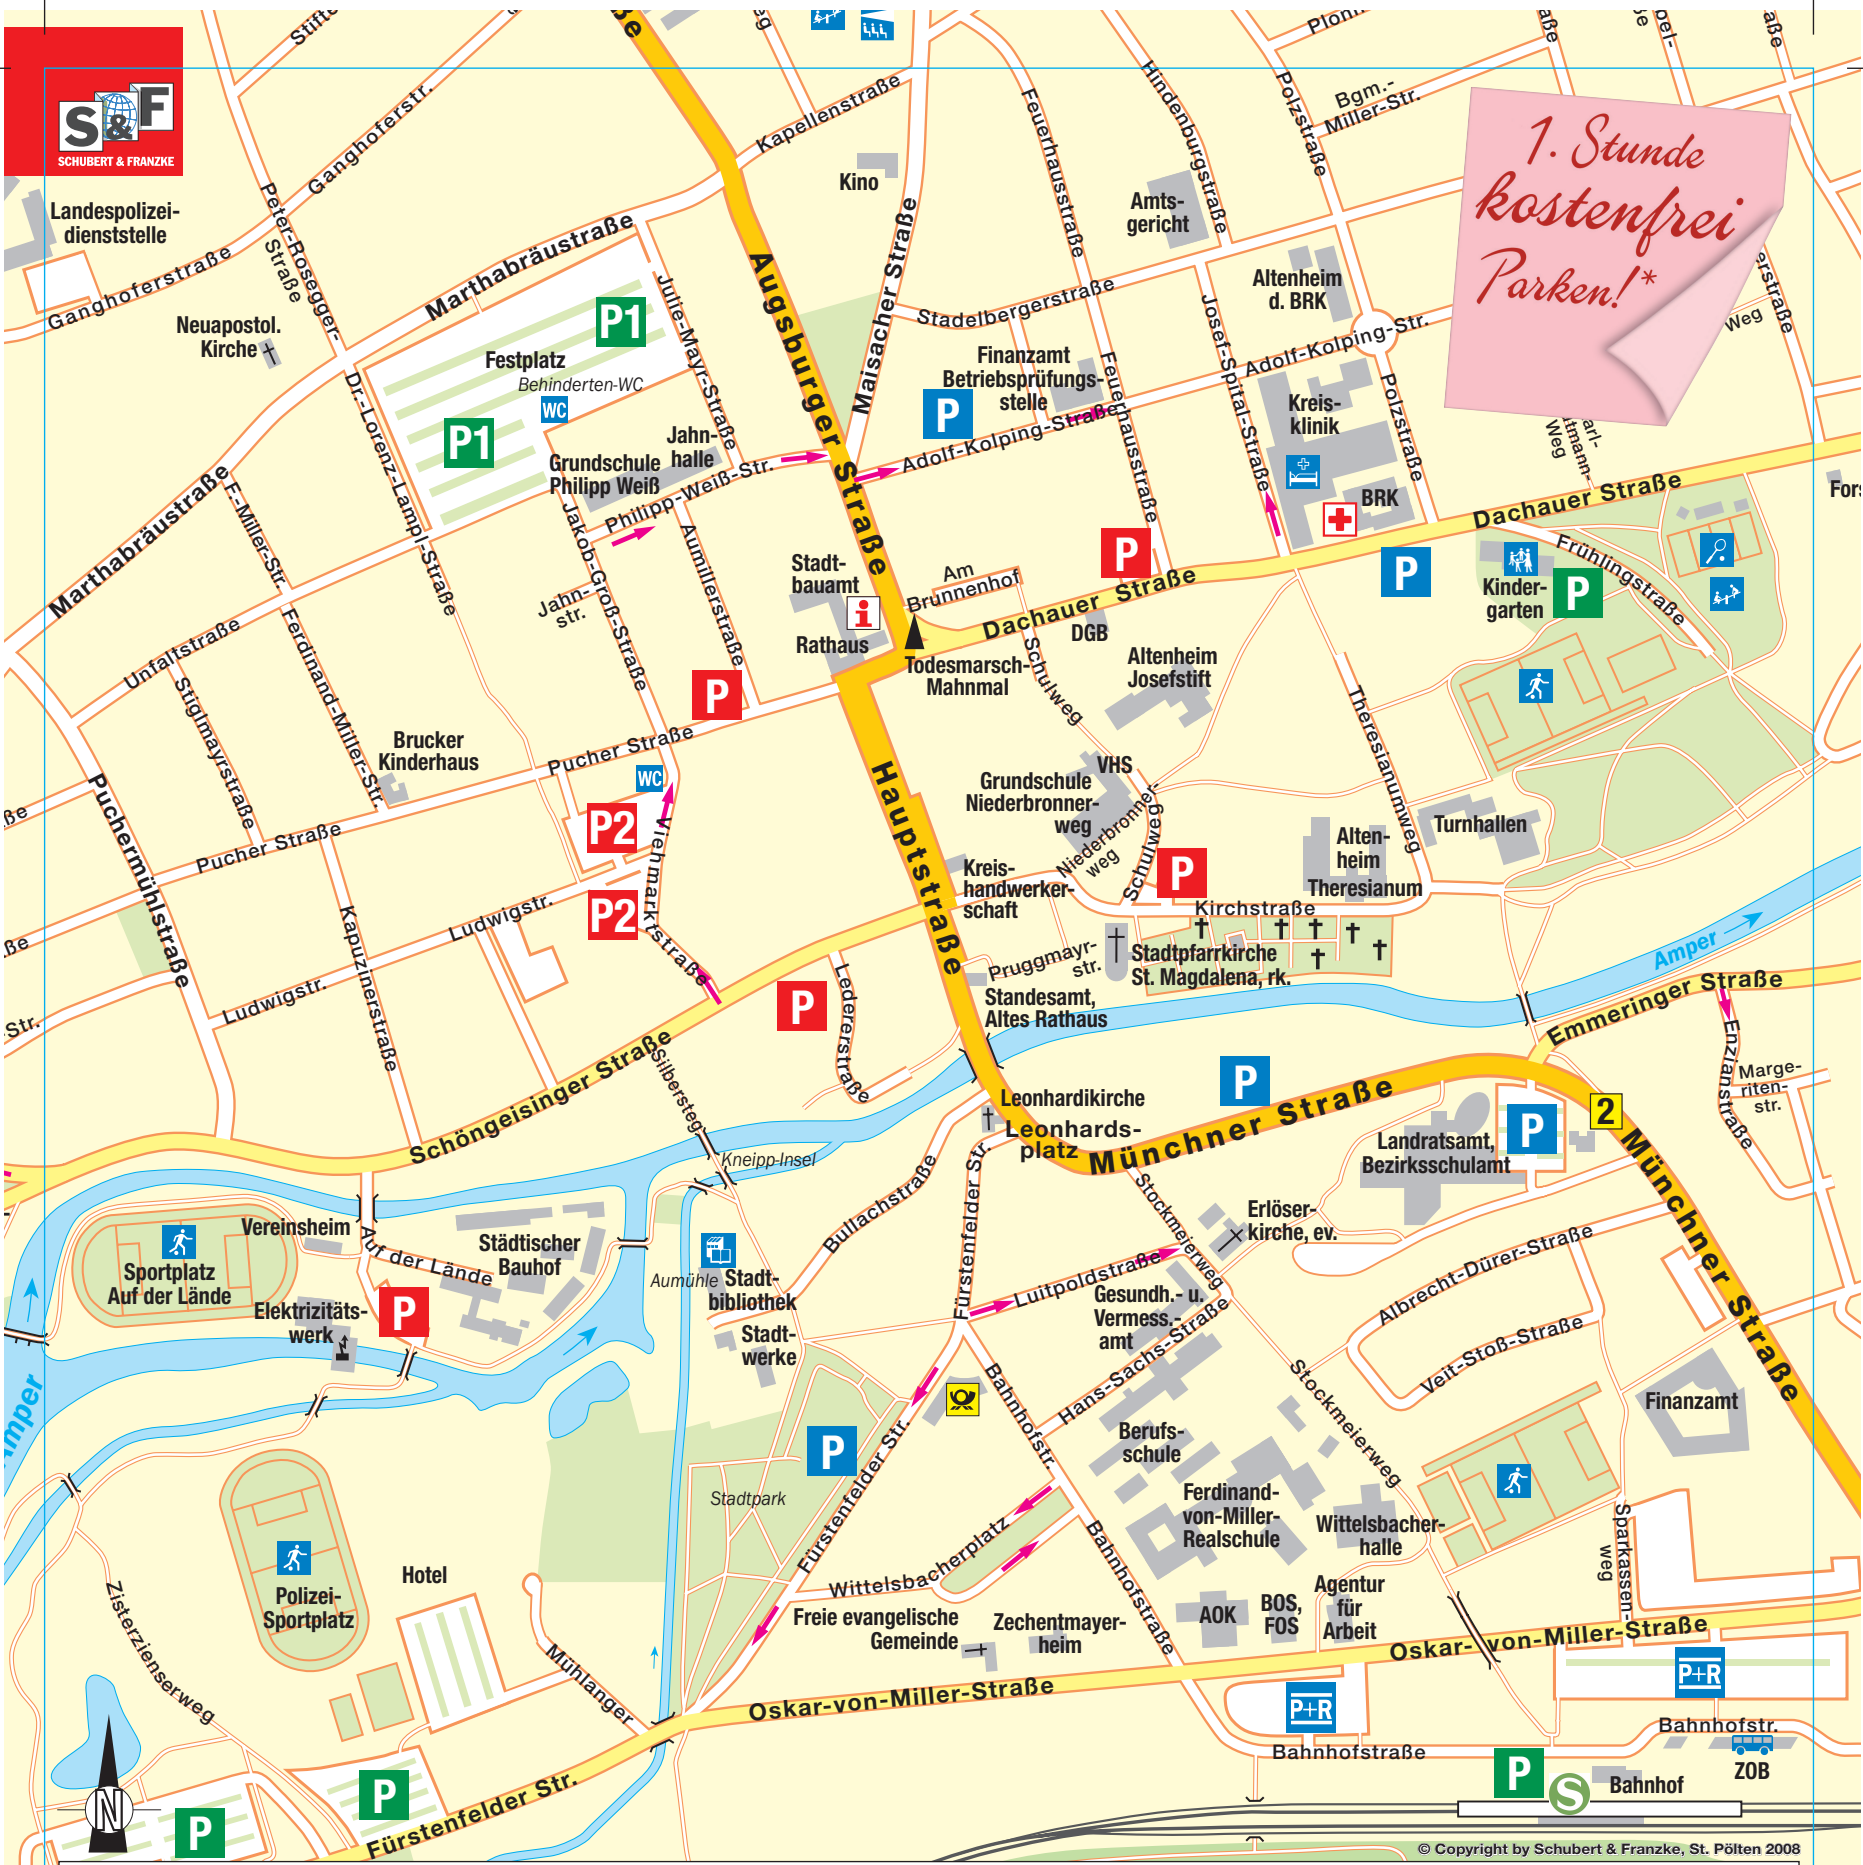 S&F
SCHUBERT & FRANZKE
1. Stunde
kostenfrei
Parken!*
Ganghoferstr.
Kapellenstraße
Bgm.-
Miller-Str.
Hindenburgstraße
Polzstraße
Feuerhausstraße
Landespolizei-
dienststelle
Ganghoferstraße
Peter-Rosegger-
Straße
Kino
Amts-
gericht
Marthabräustraße
Julie-Mayr-Straße
Augsburger Straße
Maisacher Straße
Altenheim
d. BRK
Neuapostol.
Kirche
P1
Festplatz
Behinderten-WC
WC
P1
Stadelbergerstraße
Josef-Spital-Straße
Adolf-Kolping-Str.
Weg
Finanzamt
Betriebsprüfungs-
stelle
P
Feuerhausstraße
Adolf-Kolping-Straße
Kreis-
klinik
Polzstraße
BRK
Dr.-Lorenz-Lampl-Straße
Jahn-
halle
Grundschule
Philipp Weiß
Philipp-Weiß-Str.
Marthabräustraße
F.-Miller-Str.
Jakob-Groß-Straße
Aumillerstraße
Weg
Dachauer Straße
Frühlingstraße
Kinder-
garten
P
P
P
Stadt-
bauamt
i
Rathaus
Am
Brunnenhof
Dachauer Straße
DGB
Todesmarsch-
Mahnmal
Schulweg
Altenheim
Josefstift
Jahn-
str.
Unfaltstraße
Stiglmayrstraße
Ferdinand-Miller-Str.
P
Brucker
Kinderhaus
Pucher Straße
WC
P2
P2
Viehmarktstraße
Hauptstraße
VHS
Grundschule
Niederbronner-
weg
Niederbronner-
weg
Schulweg
Theresianumweg
Turnhallen
Alten-
heim
Theresianum
P
Kirchstraße
Kreis-
handwerker-
schaft
Puchermühlstraße
Pucher Straße
Ludwigstr.
Ludwigstr.
Kapuzinerstraße
Str.
Pruggmayr-
str.
Stadtpfarrkirche
St. Magdalena, rk.
Standesamt,
Altes Rathaus
Amper
Emmeringer Straße
Enzianstraße
Marge-
riten-
str.
P
Ledererstraße
Silbersteg
Schöngeisinger Straße
Kneipp-Insel
Leonhardikirche
Leonhards-
platz
P
Münchner Straße
Landratsamt,
Bezirksschulamt
P
2
Münchner Straße
Vereinsheim
Sportplatz
Auf der Lände
Auf der Lände
Städtischer
Bauhof
Elektrizitäts-
werk
P
Amper
Aumühle
Stadt-
bibliothek
Stadt-
werke
Bullachstraße
Fürstenfelder Str.
Stockmeierweg
Erlöser-
kirche, ev.
Luitpoldstraße
Gesundh.- u.
Vermess.-
amt
Hans-Sachs-Straße
Albrecht-Dürer-Straße
Veit-Stoß-Straße
Finanzamt
Stockmeierweg
Bahnhofstr.
Berufs-
schule
Ferdinand-
von-Miller-
Realschule
Wittelsbacher-
halle
P
Stadtpark
Fürstenfelder Str.
Wittelsbacherplatz
Bahnhofstraße
Sparkassen-
weg
Hotel
Polizei-
Sportplatz
Zisterzienserweg
Mühlanger
Freie evangelische
Gemeinde
Zechentmayer-
heim
AOK
BOS,
FOS
Agentur
für
Arbeit
Oskar-von-Miller-Straße
Oskar-von-Miller-Straße
P+R
P+R
Bahnhofstr.
Bahnhofstraße
ZOB
P
S
Bahnhof
P
P
Fürstenfelder Str.
N
© Copyright by Schubert & Franzke, St. Pölten 2008